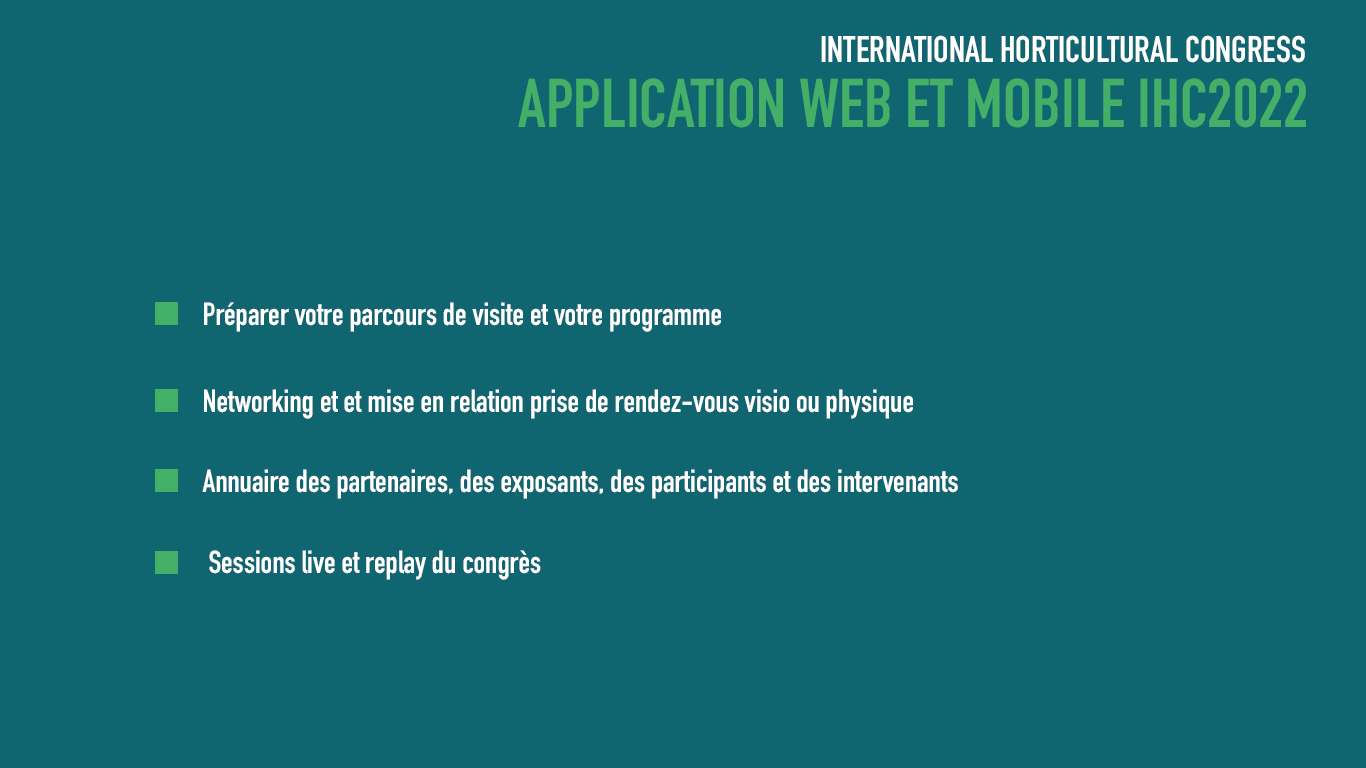 INTERNATIONAL HORTICULTURAL CONGRESS
APPLICATION WEB ET MOBILE IHC2022
Préparer votre parcours de visite et votre programme
Networking et et mise en relation prise de rendez-vous visio ou physique
Annuaire des partenaires, des exposants, des participants et des intervenants
Sessions live et replay du congrès